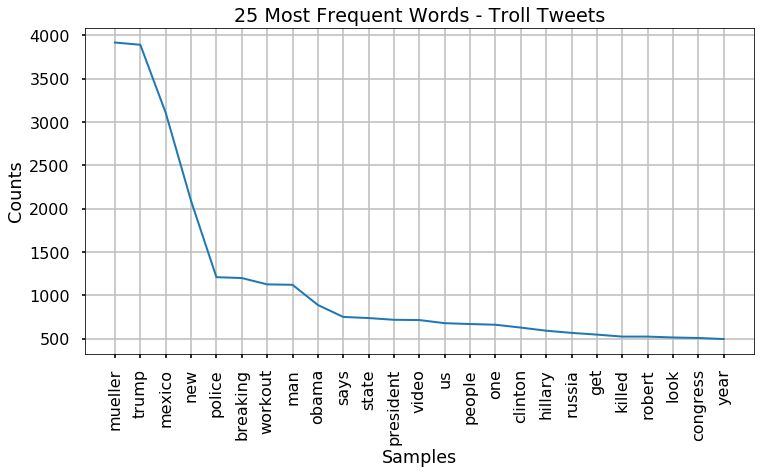 25 Most Frequent Words - Troll Tweets
4000
3500
3000
2500
2000
1500
1000
500
Counts
mueller
trump
mexico
new
police
breaking
workout
man
obama
says
state
president
video
us
people
one
clinton
hillary
russia
get
killed
robert
look
congress
year
Samples